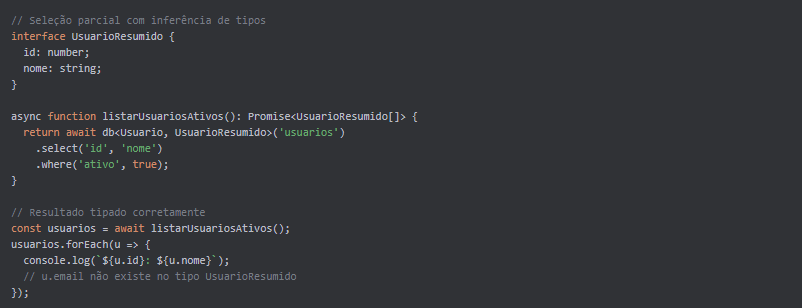 // Seleção parcial com inferência de tipos
interface UsuarioResumido {
  id: number;
  nome: string;
}

async function listarUsuariosAtivos(): Promise<UsuarioResumido[]> {
  return await db<Usuario, UsuarioResumido>('usuarios')
    .select('id', 'nome')
    .where('ativo', true);
}

// Resultado tipado corretamente
const usuarios = await listarUsuariosAtivos();
usuarios.forEach(u => {
  console.log(`${u.id}: ${u.nome}`);
  // u.email não existe no tipo UsuarioResumido
});